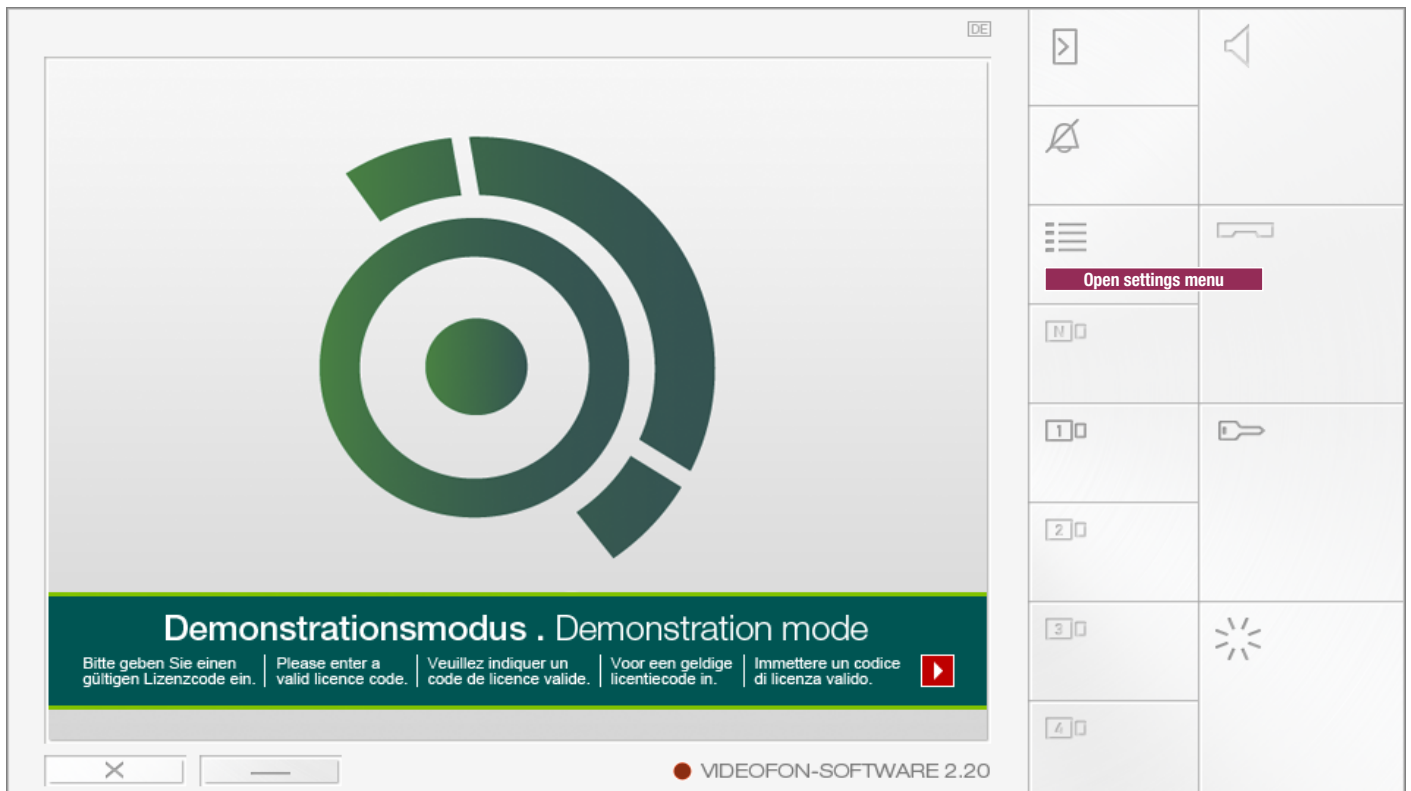 DE
Open settings menu
N
1
2
3
4
Demonstrationsmodus . Demonstration mode
Bitte geben Sie einen
gültigen Lizenzcode ein.
Please enter a
valid licence code.
Veuillez indiquer un
code de licence valide.
Voor een geldige
licentiecode in.
Immettere un codice
di licenza valido.
VIDEOFON-SOFTWARE 2.20